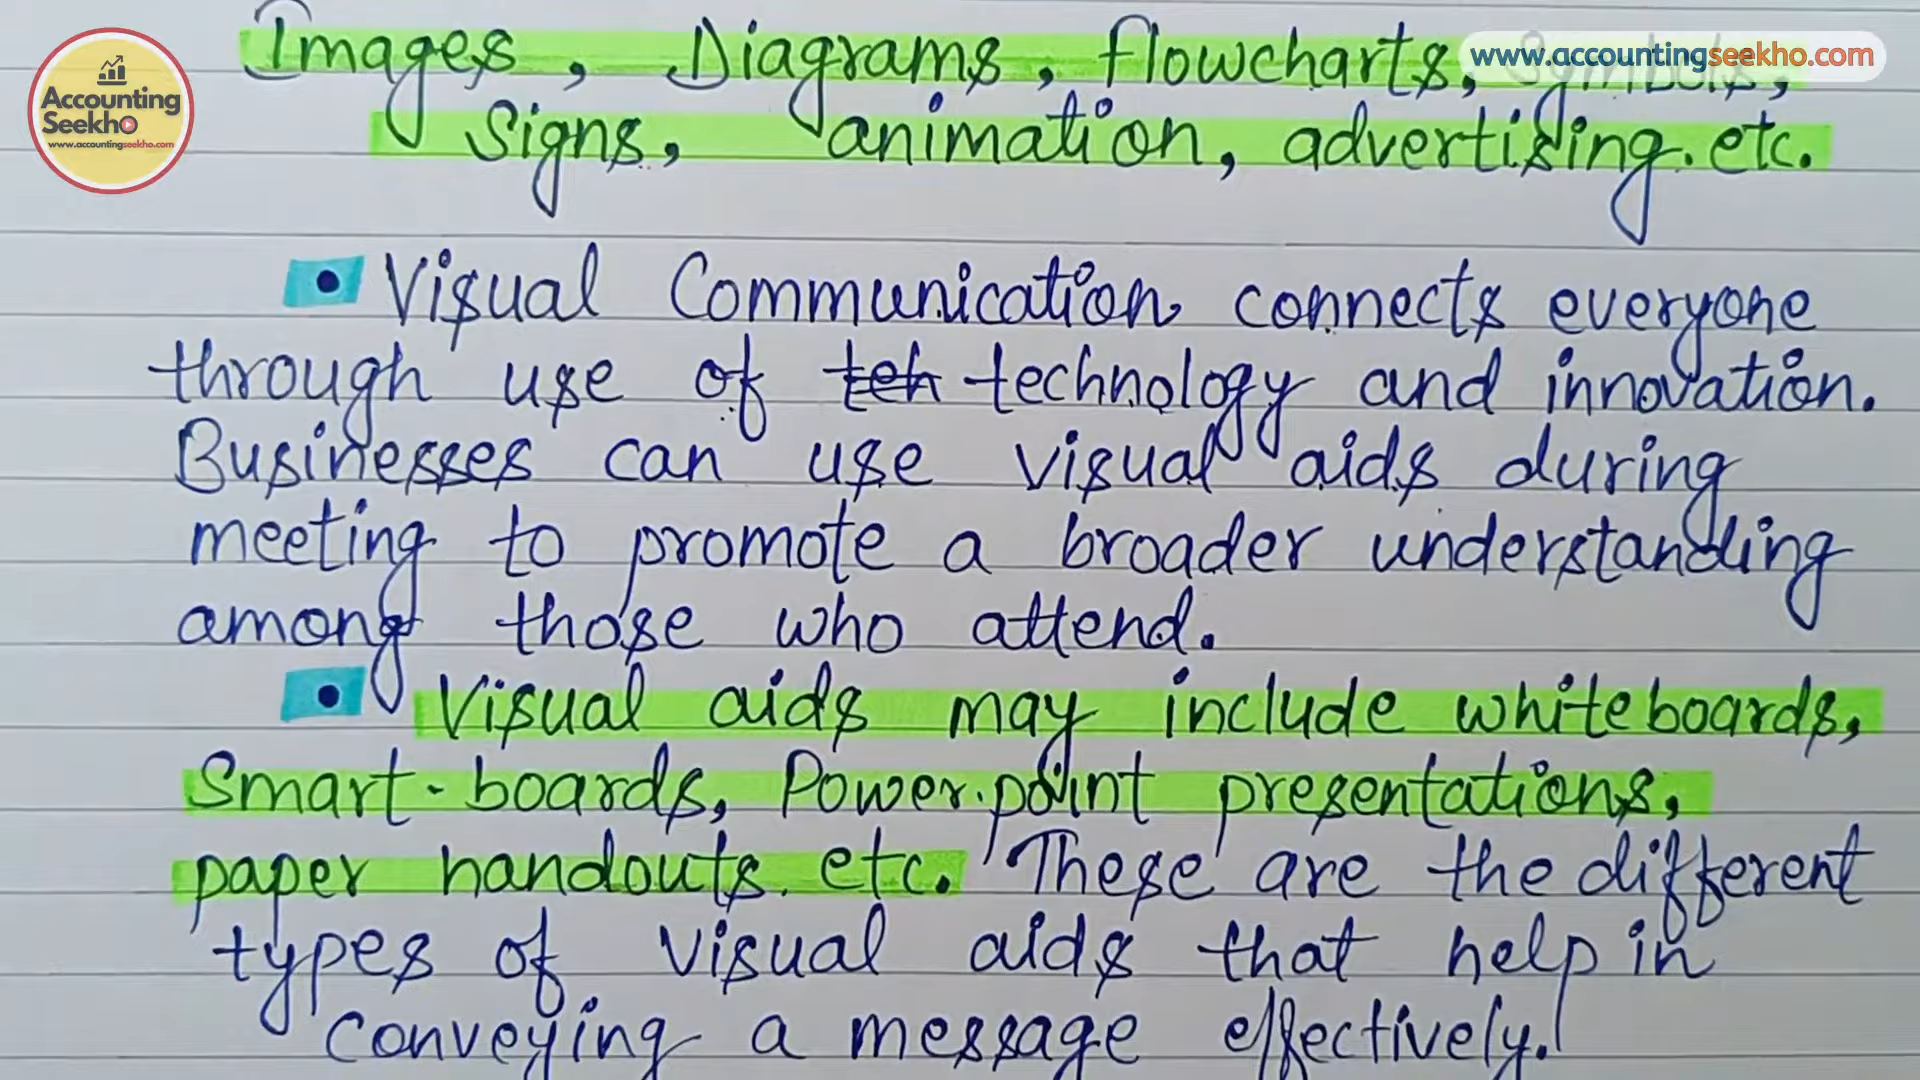 Images, Diagrams, flowcharts, Symbols,
www.accountingseekho.com
Accounting
Seekho
www.accountingseekho.com
Signs, animation, advertising. etc.
• Visual Communication connects everyone
through use of teh technology and innovation.
Businesses can use visual aids during
meeting to promote a broader understanding
among those who attend.
• Visual aids may include whiteboards,
Smart-boards, Power.point presentations,
paper handouts. etc. These are the different
types of visual aids that help in
conveying a message effectively.